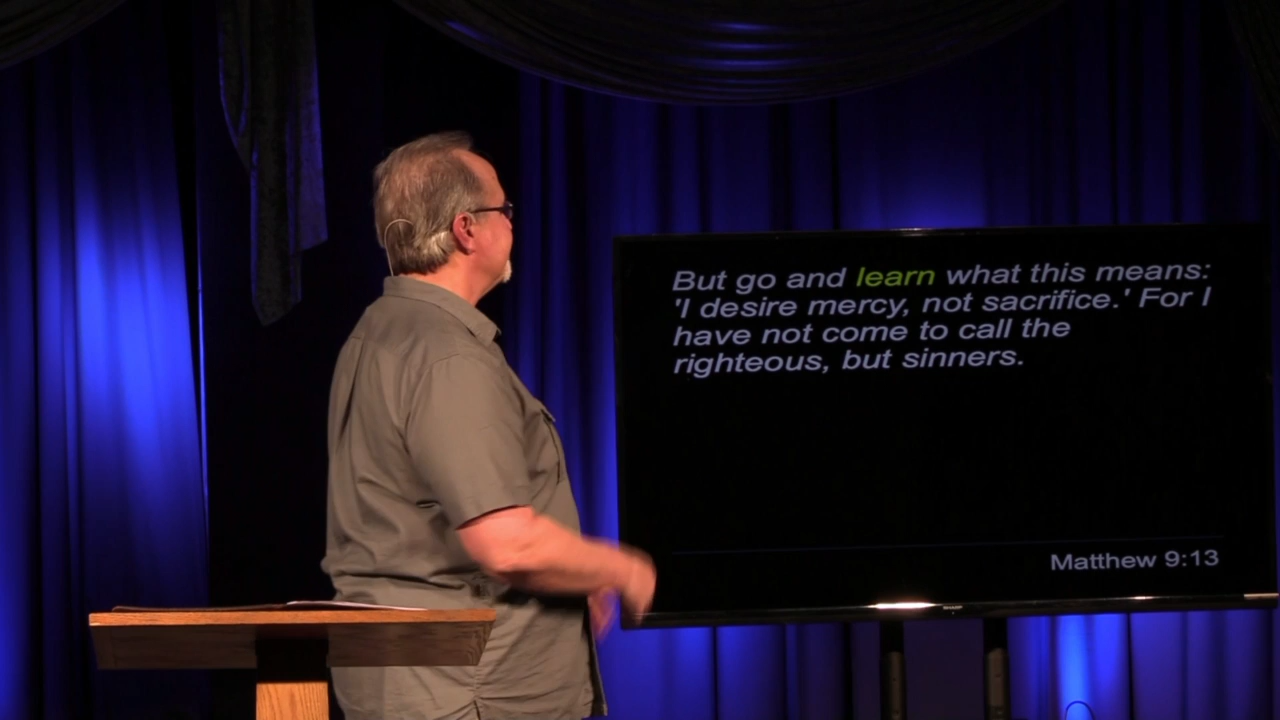 But go and learn what this means:
'I desire mercy, not sacrifice.' For I
have not come to call the
righteous, but sinners.
Matthew 9:13